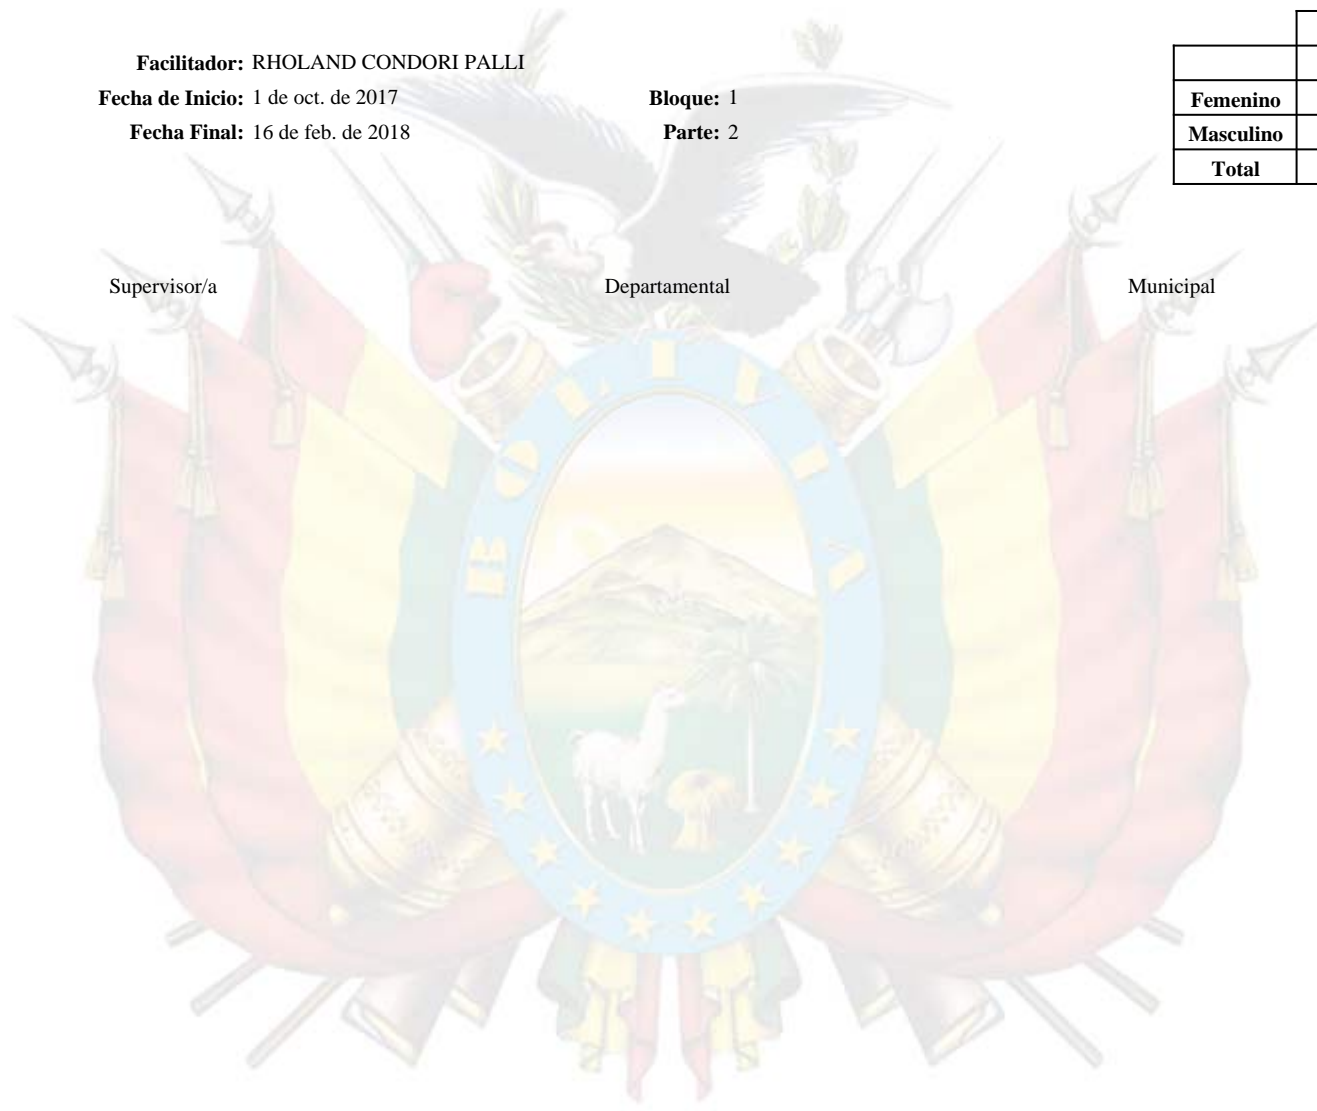 Facilitador: RHOLAND CONDORI PALLI
Fecha de Inicio: 1 de oct. de 2017 Bloque: 1
Fecha Final: 16 de feb. de 2018 Parte: 2
Femenino
Masculino
Total
Supervisor/a Departamental Municipal
BOLIVIA